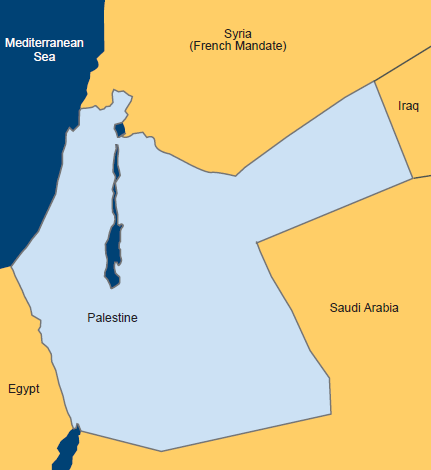 Mediterranean
Sea
Syria
(French Mandate)
Iraq
Palestine
Saudi Arabia
Egypt